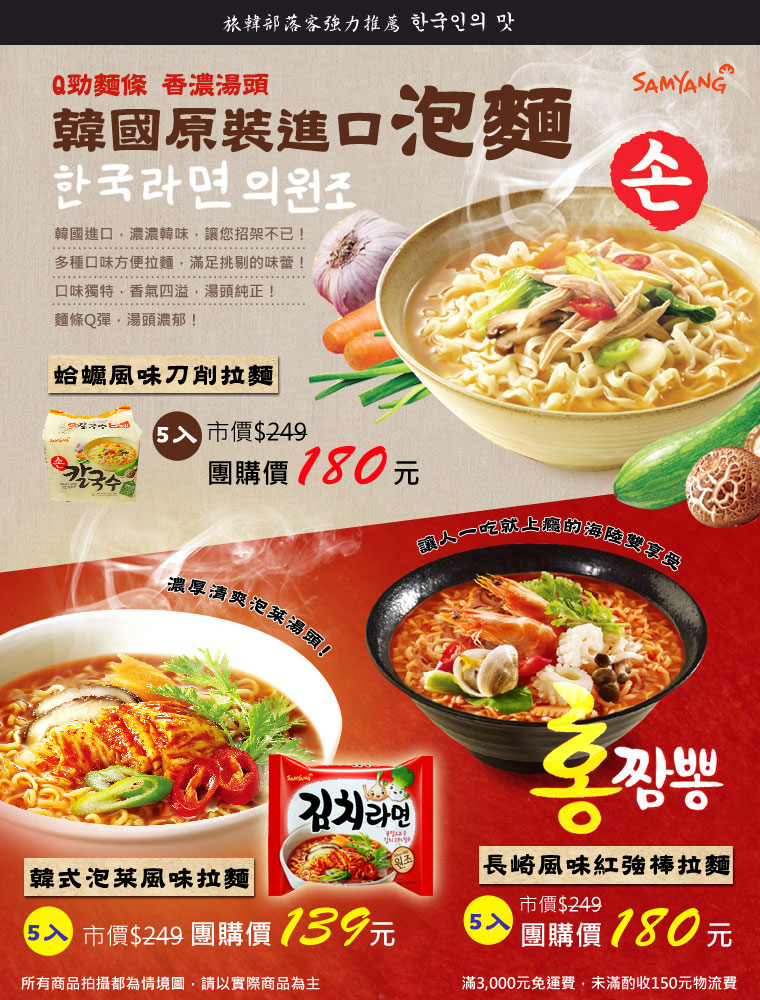 旅韓部落客強力推薦 한국인의 맛
SAMYANG
Q勁麵條 香濃湯頭
韓國原裝進口泡麵
한국라면의원조
손
韓國進口，濃濃韓味，讓您招架不已！
多種口味方便拉麵，滿足挑剔的味蕾！
口味獨特，香氣四溢，湯頭純正！
麵條Q彈，湯頭濃郁！
蛤蠣風味刀削拉麵
손
칼국수
5入
市價$249
團購價180元
讓人一吃就上癮的海陸雙享受
濃厚清爽泡菜湯頭！
홍짬뽕
SAMYANG
김치라면
원조
韓式泡菜風味拉麵
5入 市價$249 團購價139元
長崎風味紅強棒拉麵
5入
市價$249
團購價180元
所有商品拍攝都為情境圖，請以實際商品為主
滿3,000元免運費，未滿酌收150元物流費